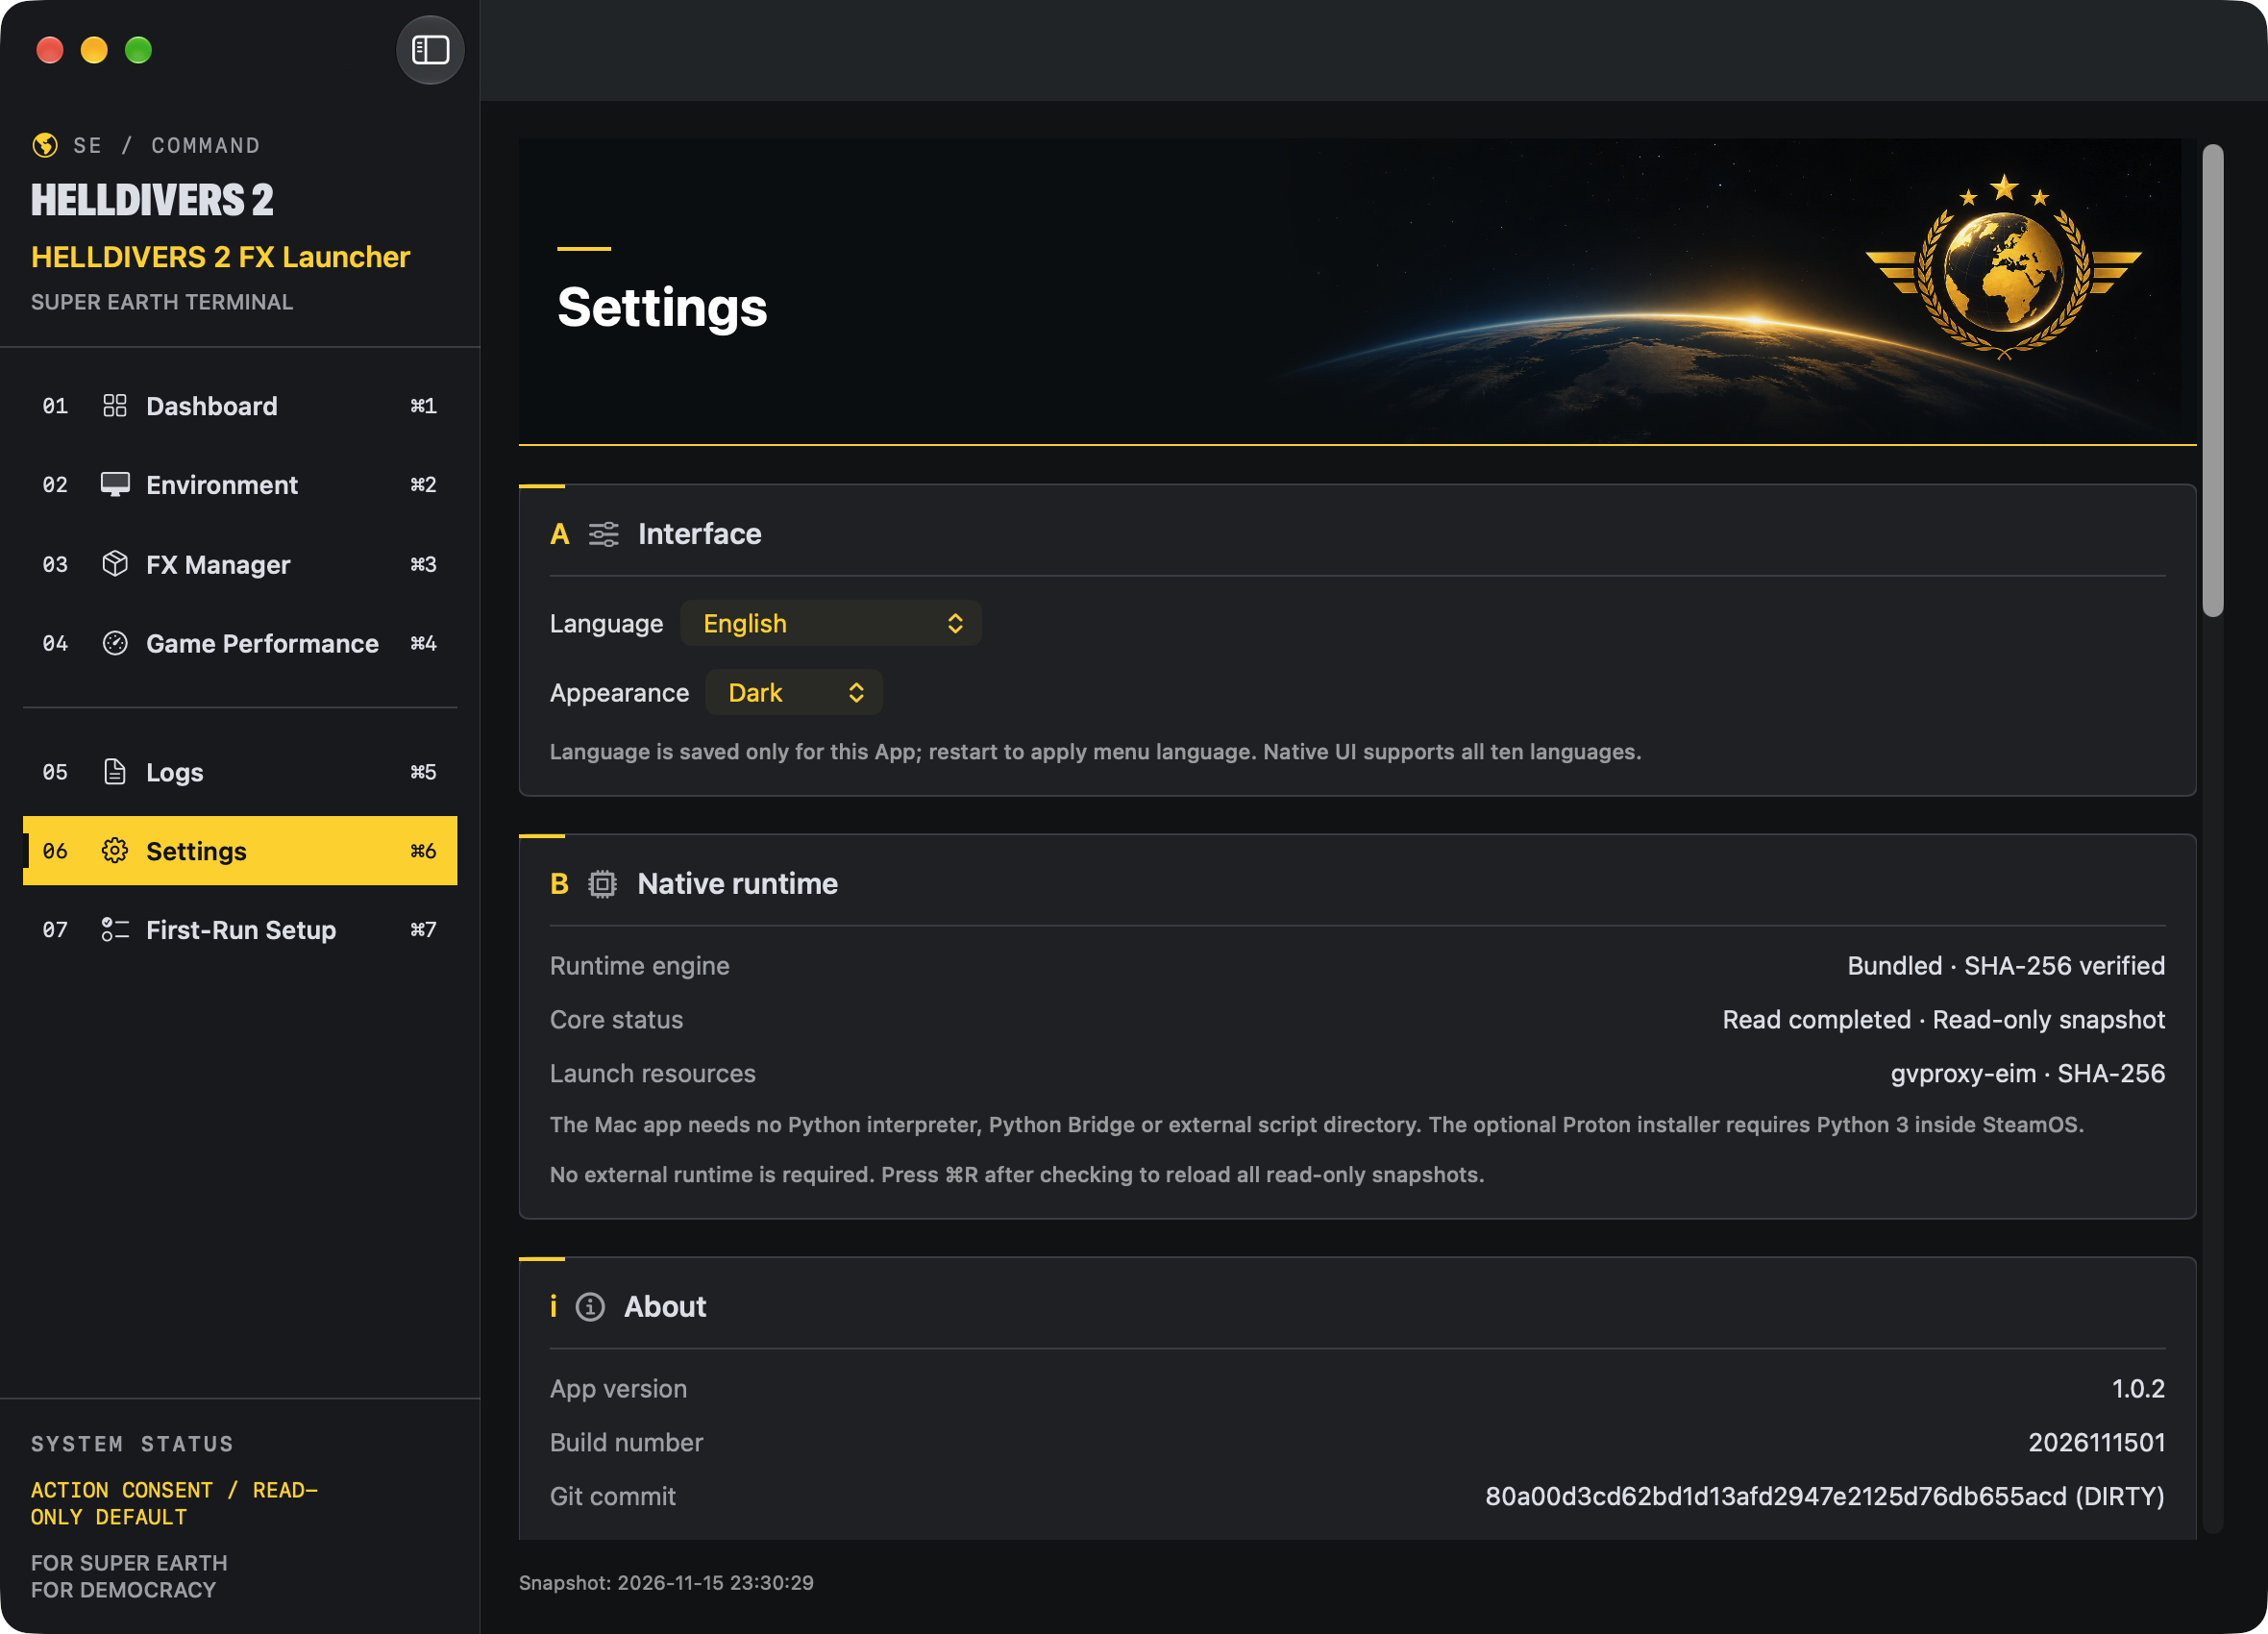 SE / COMMAND
HELLDIVERS 2
HELLDIVERS 2 FX Launcher
SUPER EARTH TERMINAL
01 Dashboard ⌘1
02 Environment ⌘2
03 FX Manager ⌘3
04 Game Performance ⌘4
05 Logs ⌘5
06 Settings ⌘6
07 First-Run Setup ⌘7
SYSTEM STATUS
ACTION CONSENT / READ-
ONLY DEFAULT
FOR SUPER EARTH
FOR DEMOCRACY
Settings
A Interface
Language English
Appearance Dark
Language is saved only for this App; restart to apply menu language. Native UI supports all ten languages.
B Native runtime
Runtime engine Bundled · SHA-256 verified
Core status Read completed · Read-only snapshot
Launch resources gvproxy-eim · SHA-256
The Mac app needs no Python interpreter, Python Bridge or external script directory. The optional Proton installer requires Python 3 inside SteamOS.
No external runtime is required. Press ⌘R after checking to reload all read-only snapshots.
i About
App version 1.0.2
Build number 2026111501
Git commit 80a00d3cd62bd1d13afd2947e2125d76db655acd (DIRTY)
Snapshot: 2026-11-15 23:30:29